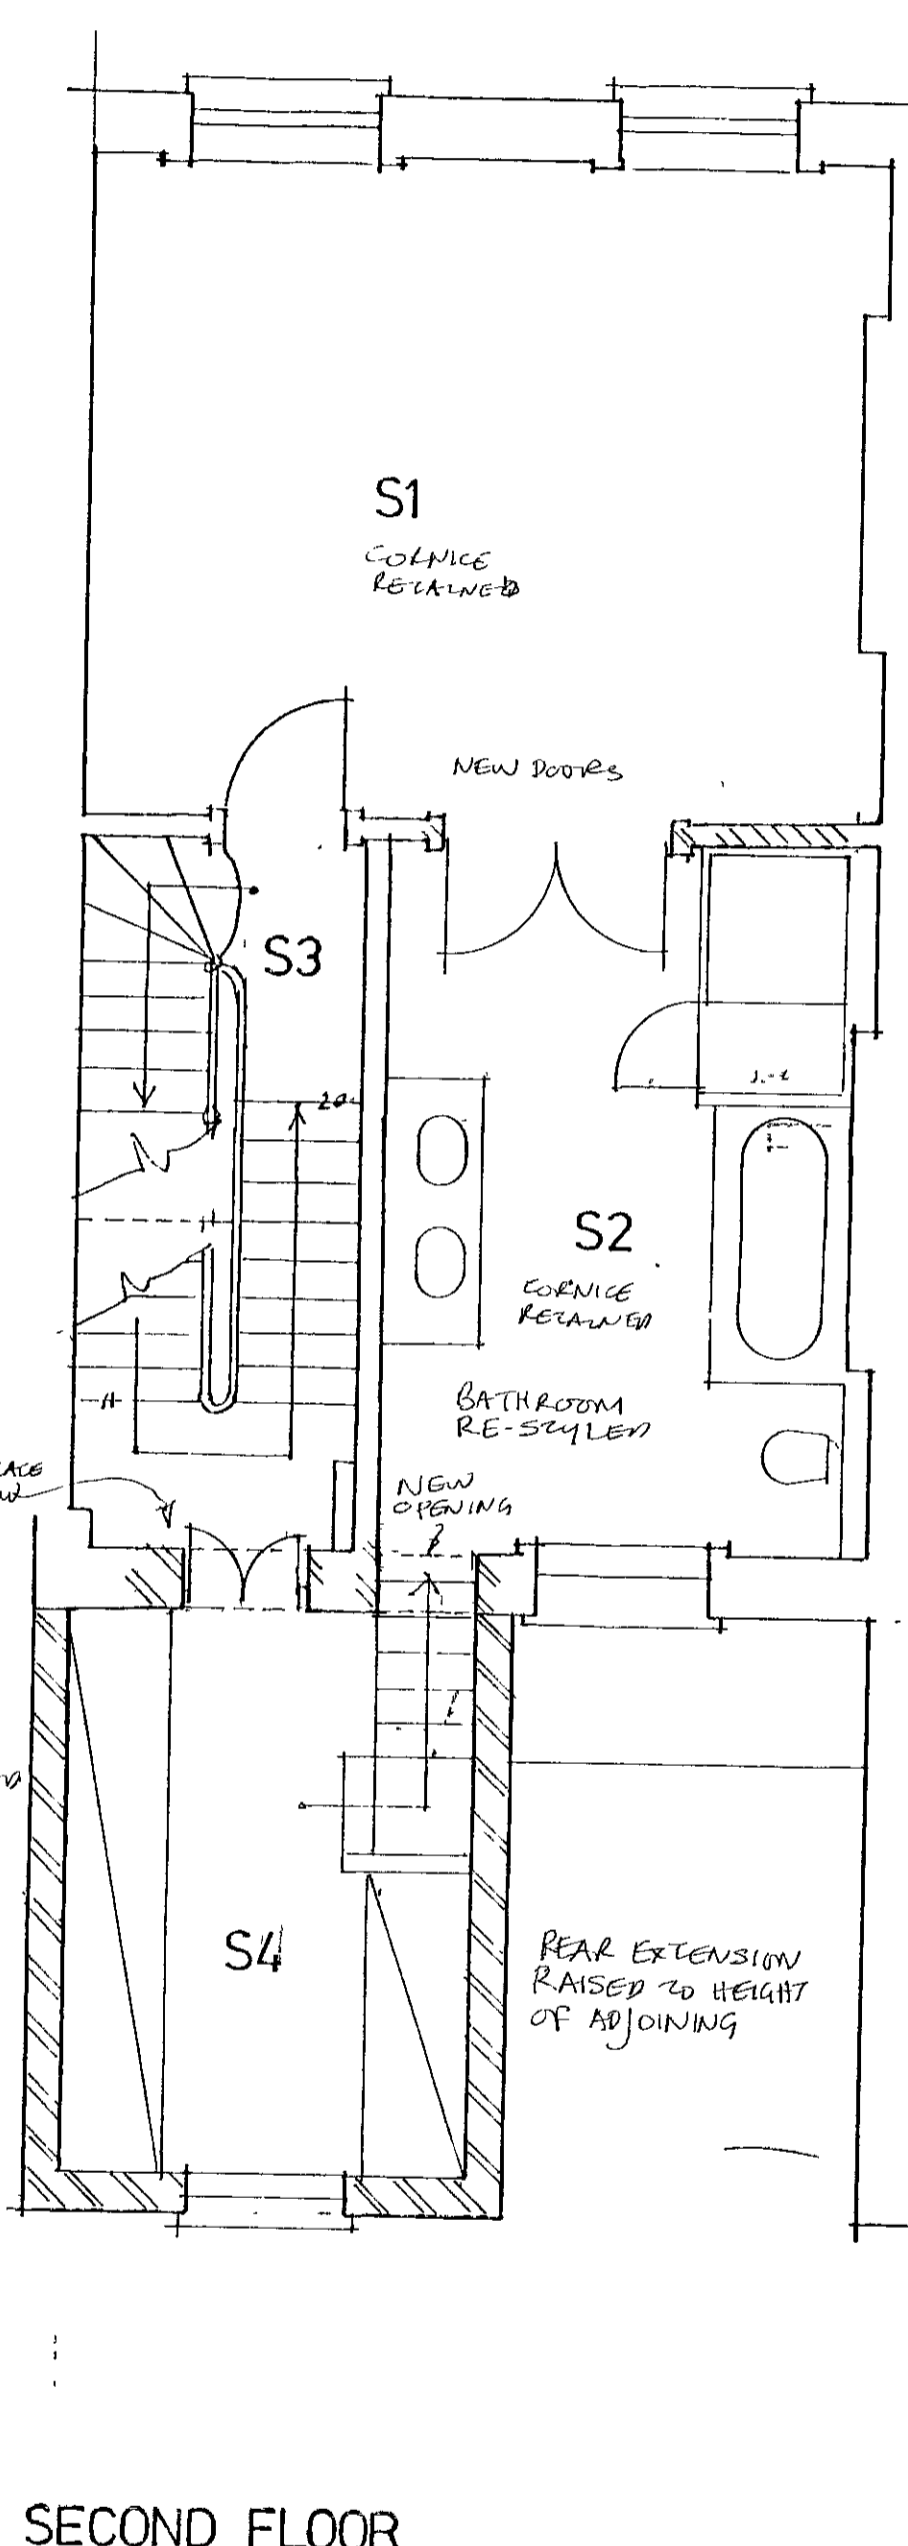 S1
CORNICE
RETAINED
NEW DOORS
S3
20
S2
CORNICE
RETAINED
BATHROOM
RE-STYLED
NEW
OPENING
S4
REAR EXTENSION
RAISED TO HEIGHT
OF ADJOINING
SECOND FLOOR